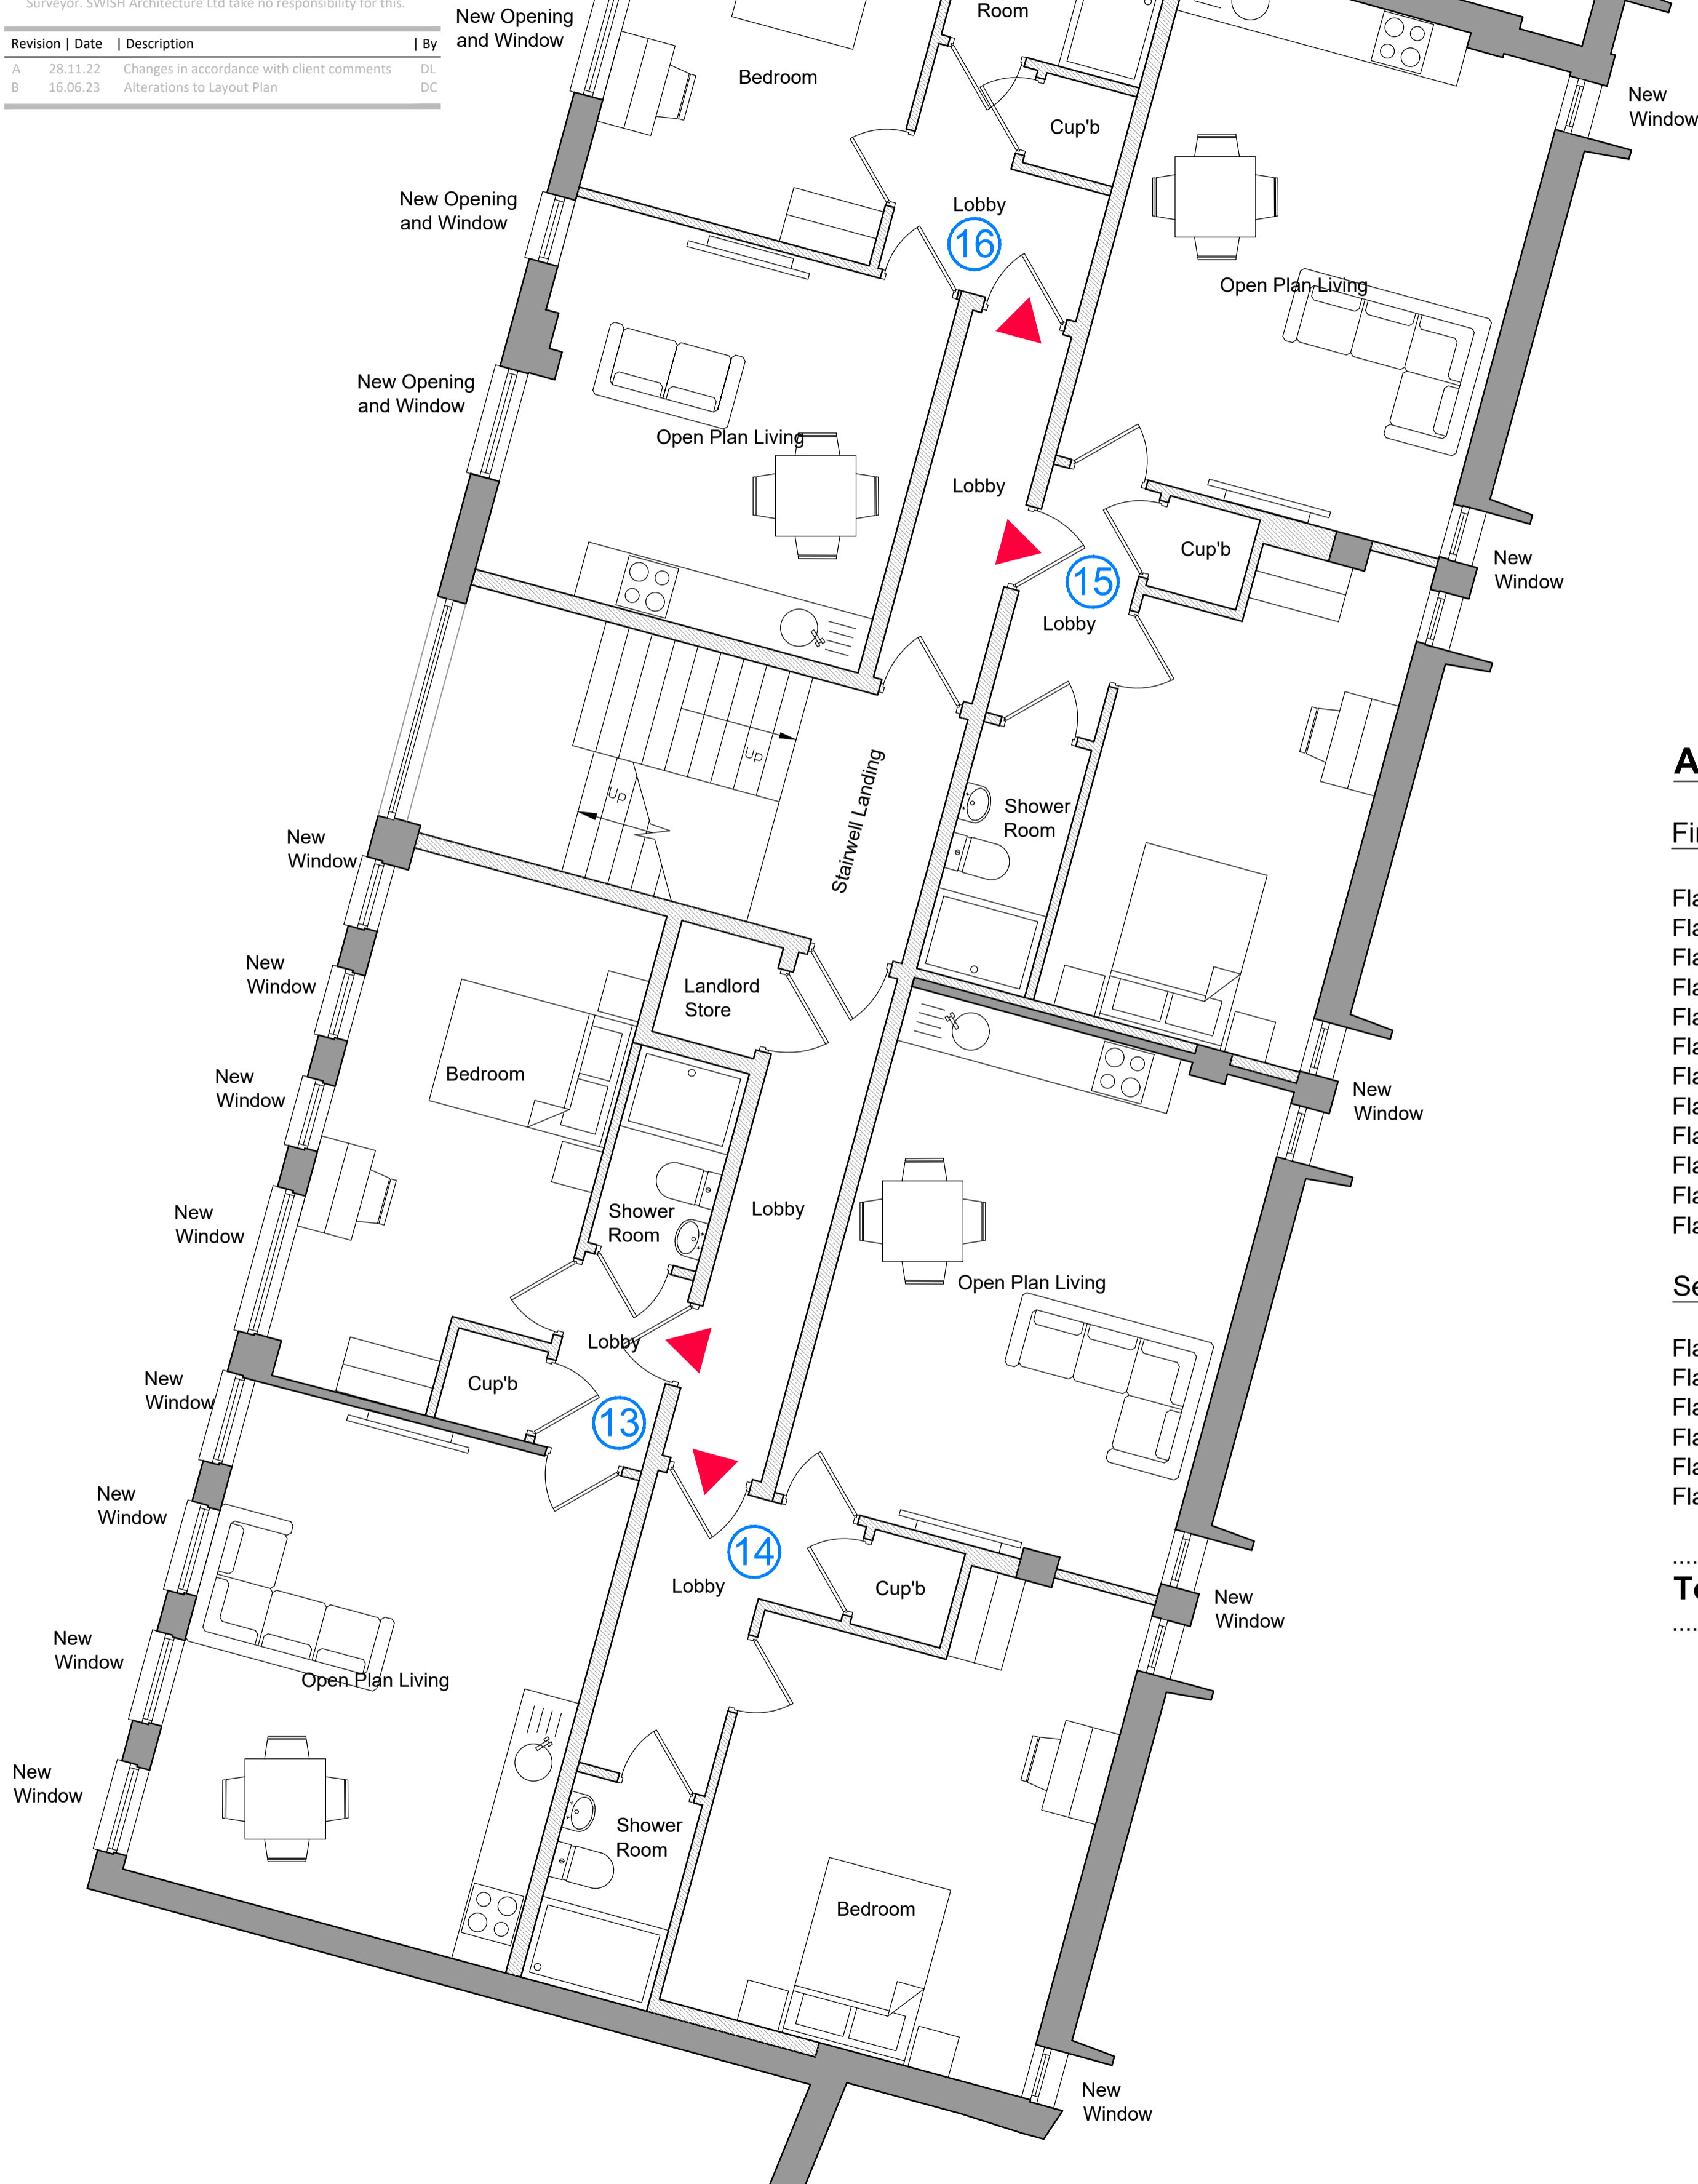 Surveyor. SWISH Architecture Ltd take no responsibility for this.
Revision | Date | Description | By
A 28.11.22 Changes in accordance with client comments DL
B 16.06.23 Alterations to Layout Plan DC
New Opening
and Window
Bedroom
Room
Cup'b
New
Window
New Opening
and Window
Lobby
16
Open Plan Living
New Opening
and Window
Open Plan Living
Lobby
Cup'b
15
Lobby
New
Window
Up
Up
Stairwell Landing
Shower
Room
New
Window
New
Window
Landlord
Store
Bedroom
New
Window
New
Window
New
Window
Shower
Room
Lobby
Open Plan Living
Lobby
Cup'b
13
New
Window
New
Window
14
Lobby
Cup'b
New
Window
New
Window
Open Plan Living
New
Window
Shower
Room
Bedroom
New
Window